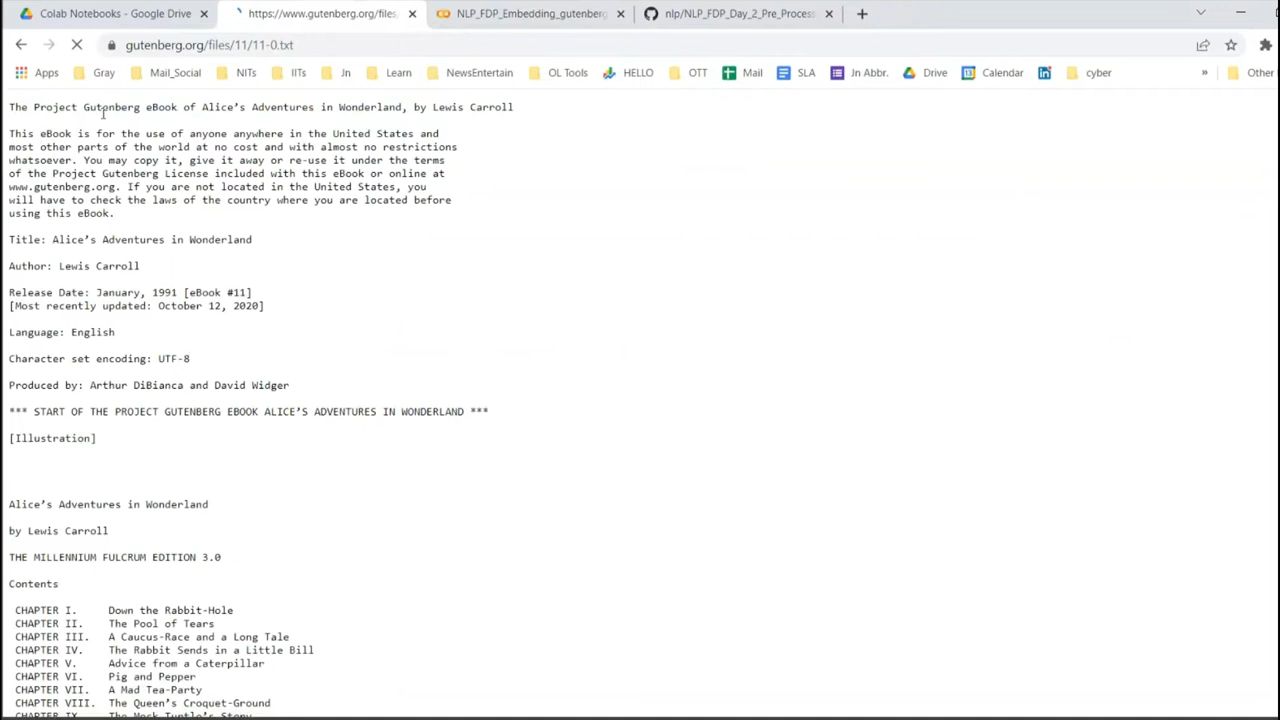 Colab Notebooks - Google Drive
https://www.gutenberg.org/files/
NLP_FDP_Embedding_gutenberg
nlp/NLP_FDP_Day_2_Pre_Process
gutenberg.org/files/11/11-0.txt
Apps
Gray
Mail_Social
NITs
IITs
Jn
Learn
NewsEntertain
OL Tools
HELLO
OTT
Mail
SLA
Jn Abbr.
Drive
Calendar
cyber
»
Other
The Project Gutenberg eBook of Alice’s Adventures in Wonderland, by Lewis Carroll
This eBook is for the use of anyone anywhere in the United States and
most other parts of the world at no cost and with almost no restrictions
whatsoever. You may copy it, give it away or re-use it under the terms
of the Project Gutenberg License included with this eBook or online at
www.gutenberg.org. If you are not located in the United States, you
will have to check the laws of the country where you are located before
using this eBook.
Title: Alice’s Adventures in Wonderland
Author: Lewis Carroll
Release Date: January, 1991 [eBook #11]
[Most recently updated: October 12, 2020]
Language: English
Character set encoding: UTF-8
Produced by: Arthur DiBianca and David Widger
*** START OF THE PROJECT GUTENBERG EBOOK ALICE’S ADVENTURES IN WONDERLAND ***
[Illustration]
Alice’s Adventures in Wonderland
by Lewis Carroll
THE MILLENNIUM FULCRUM EDITION 3.0
Contents
CHAPTER I. Down the Rabbit-Hole
CHAPTER II. The Pool of Tears
CHAPTER III. A Caucus-Race and a Long Tale
CHAPTER IV. The Rabbit Sends in a Little Bill
CHAPTER V. Advice from a Caterpillar
CHAPTER VI. Pig and Pepper
CHAPTER VII. A Mad Tea-Party
CHAPTER VIII. The Queen’s Croquet-Ground
CHAPTER IX. The Mock Turtle’s Story